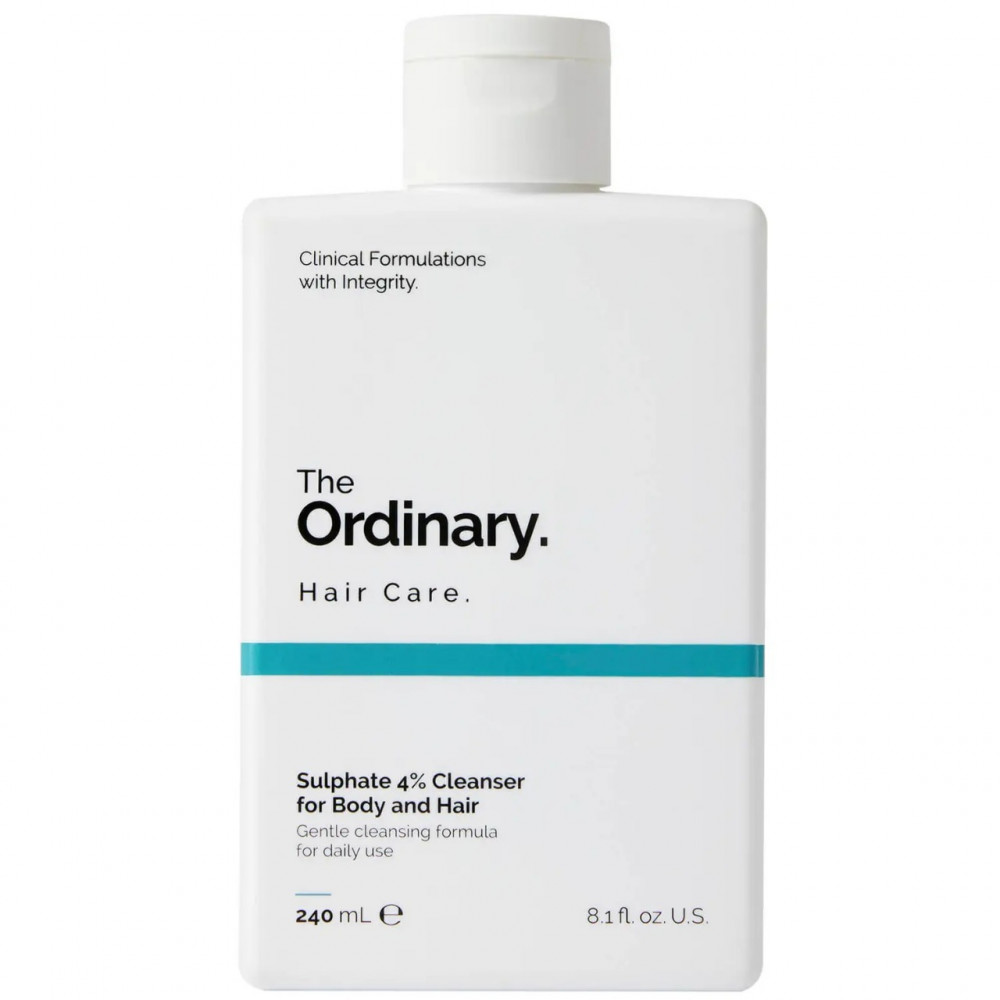 Clinical Formulations
with Integrity.
The
Ordinary.
Hair Care.
Sulphate 4% Cleanser
for Body and Hair
Gentle cleansing formula
for daily use
240 mL ℮
8.1 fl. oz. U.S.